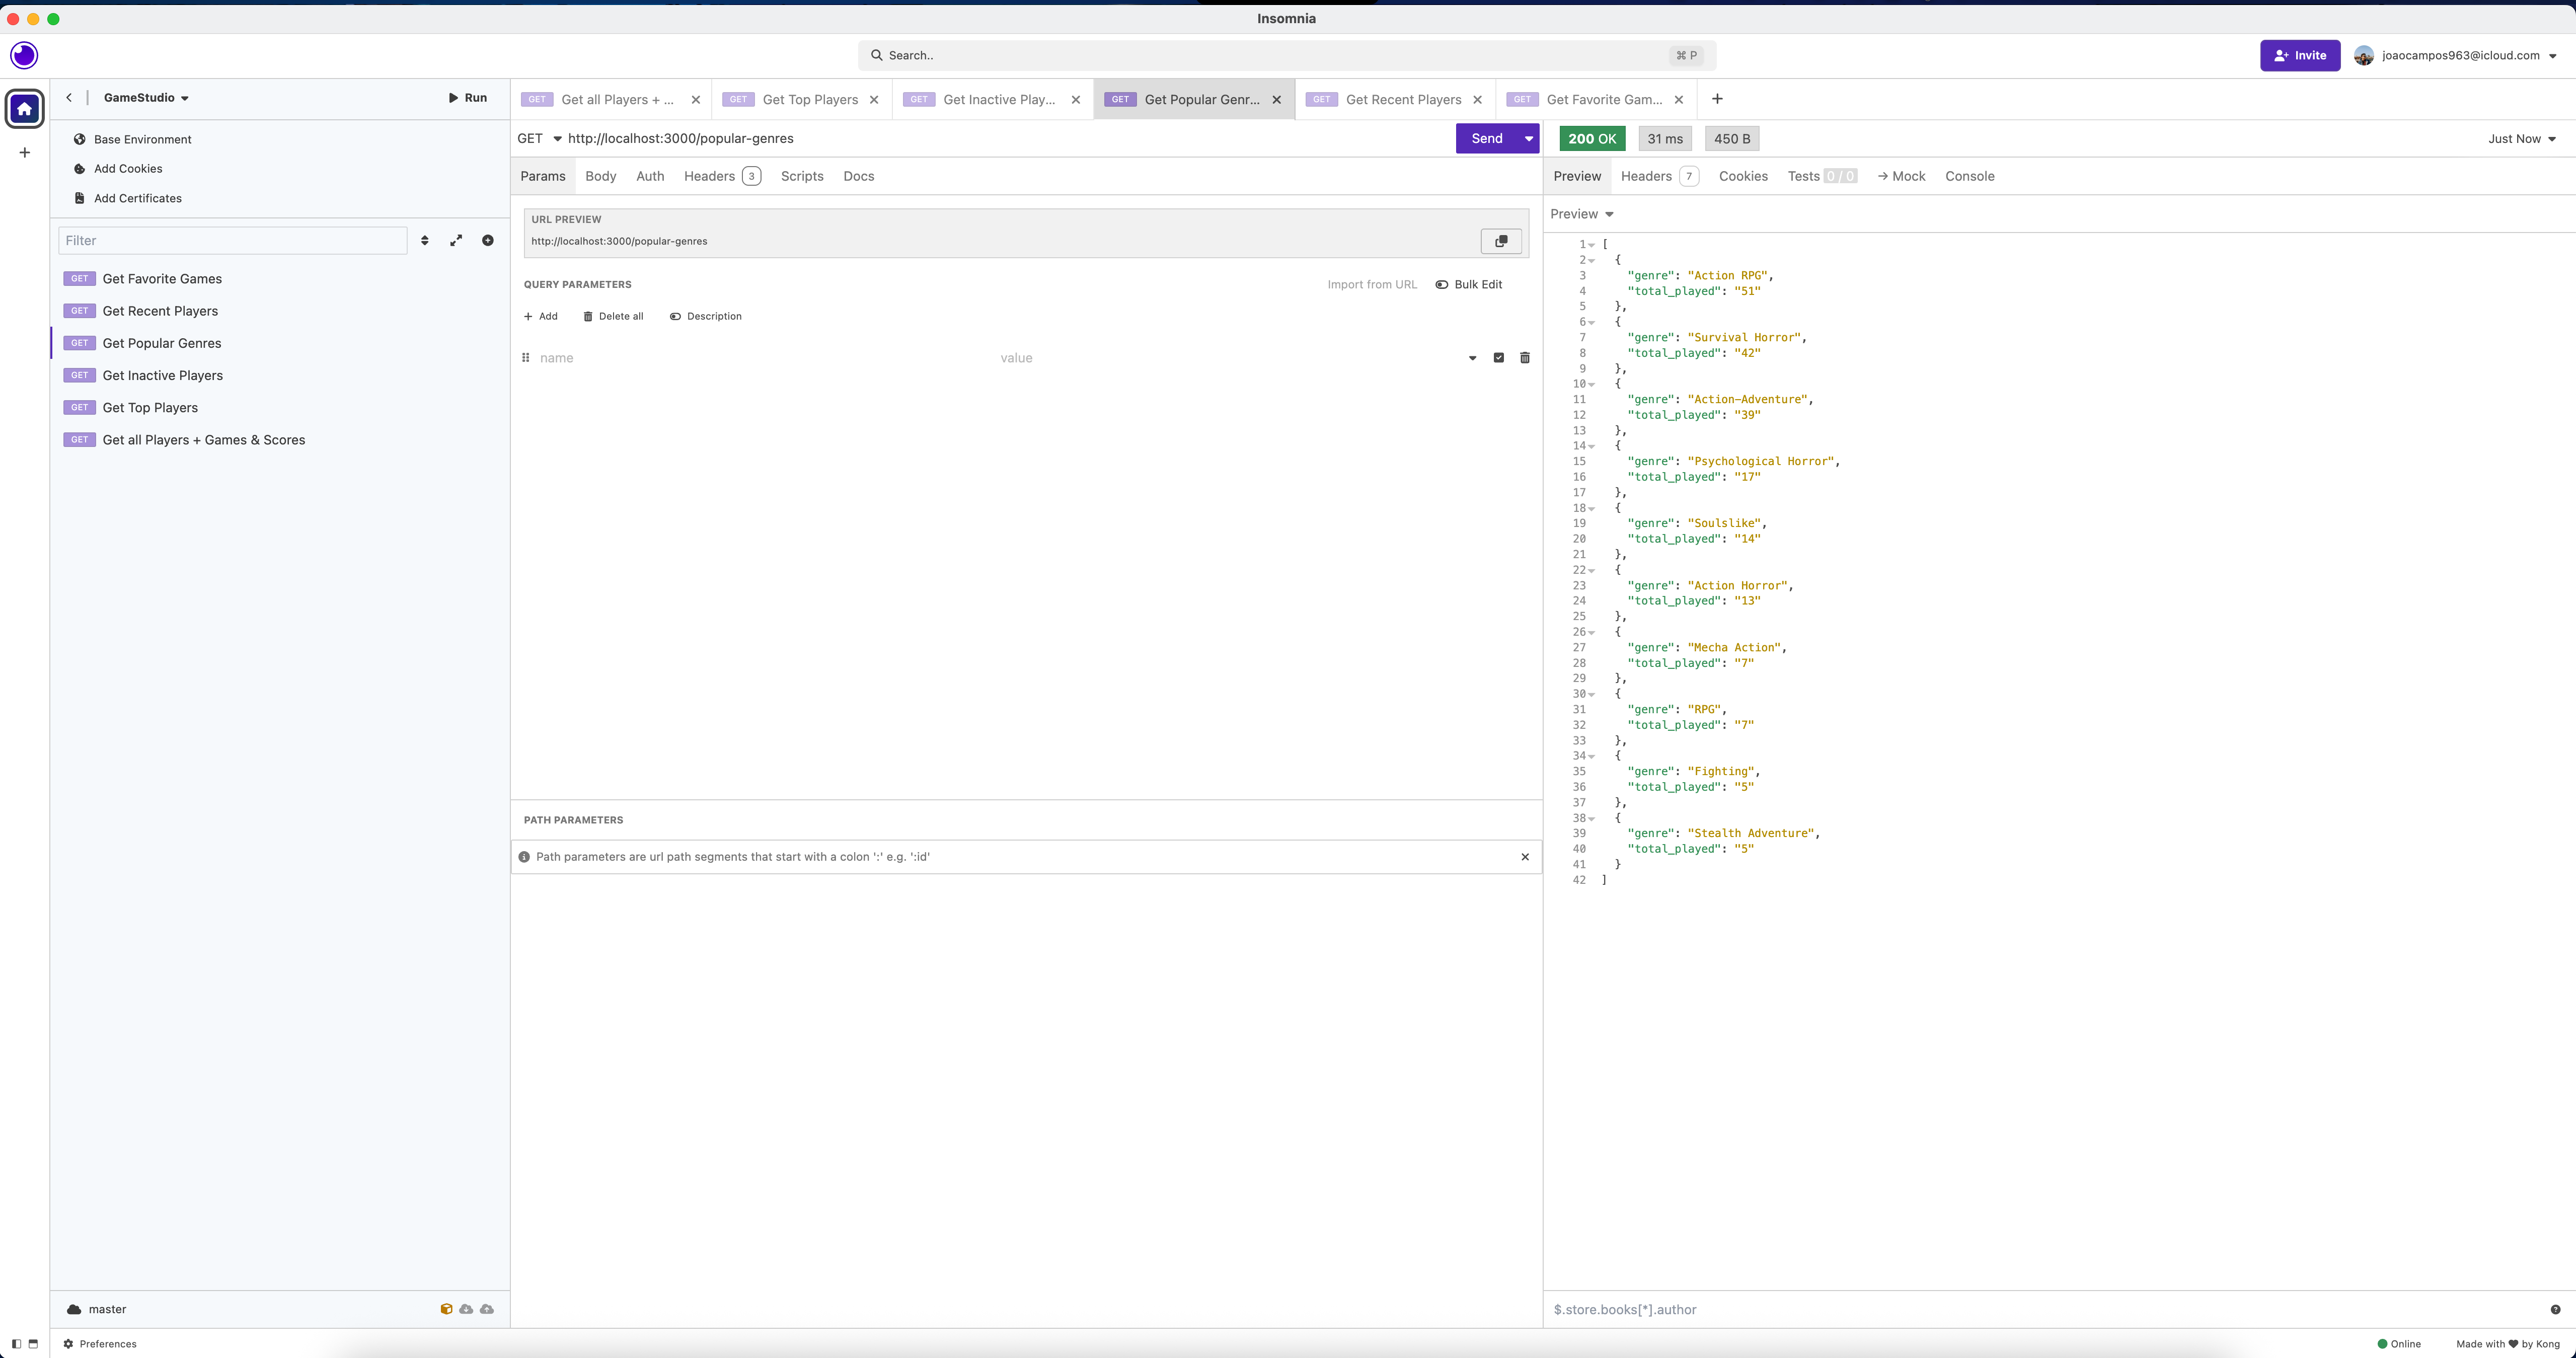 Insomnia
Search..
⌘ P
Invite
joaocampos963@icloud.com
GameStudio
Run
Base Environment
Add Cookies
Add Certificates
Filter
GET Get Favorite Games
GET Get Recent Players
GET Get Popular Genres
GET Get Inactive Players
GET Get Top Players
GET Get all Players + Games & Scores
master
Preferences
GET Get all Players + ...
GET Get Top Players
GET Get Inactive Play...
GET Get Popular Genr...
GET Get Recent Players
GET Get Favorite Gam...
GET http://localhost:3000/popular-genres
Send
Params Body Auth Headers 3 Scripts Docs
URL PREVIEW
http://localhost:3000/popular-genres
QUERY PARAMETERS
Import from URL
Bulk Edit
+ Add
Delete all
Description
name
value
PATH PARAMETERS
Path parameters are url path segments that start with a colon ':' e.g. ':id'
200 OK
31 ms
450 B
Just Now
Preview Headers 7 Cookies Tests 0 / 0 → Mock Console
Preview
1 [
2 {
3 "genre": "Action RPG",
4 "total_played": "51"
5 },
6 {
7 "genre": "Survival Horror",
8 "total_played": "42"
9 },
10 {
11 "genre": "Action-Adventure",
12 "total_played": "39"
13 },
14 {
15 "genre": "Psychological Horror",
16 "total_played": "17"
17 },
18 {
19 "genre": "Soulslike",
20 "total_played": "14"
21 },
22 {
23 "genre": "Action Horror",
24 "total_played": "13"
25 },
26 {
27 "genre": "Mecha Action",
28 "total_played": "7"
29 },
30 {
31 "genre": "RPG",
32 "total_played": "7"
33 },
34 {
35 "genre": "Fighting",
36 "total_played": "5"
37 },
38 {
39 "genre": "Stealth Adventure",
40 "total_played": "5"
41 }
42 ]
$.store.books[*].author
Online
Made with ♥ by Kong